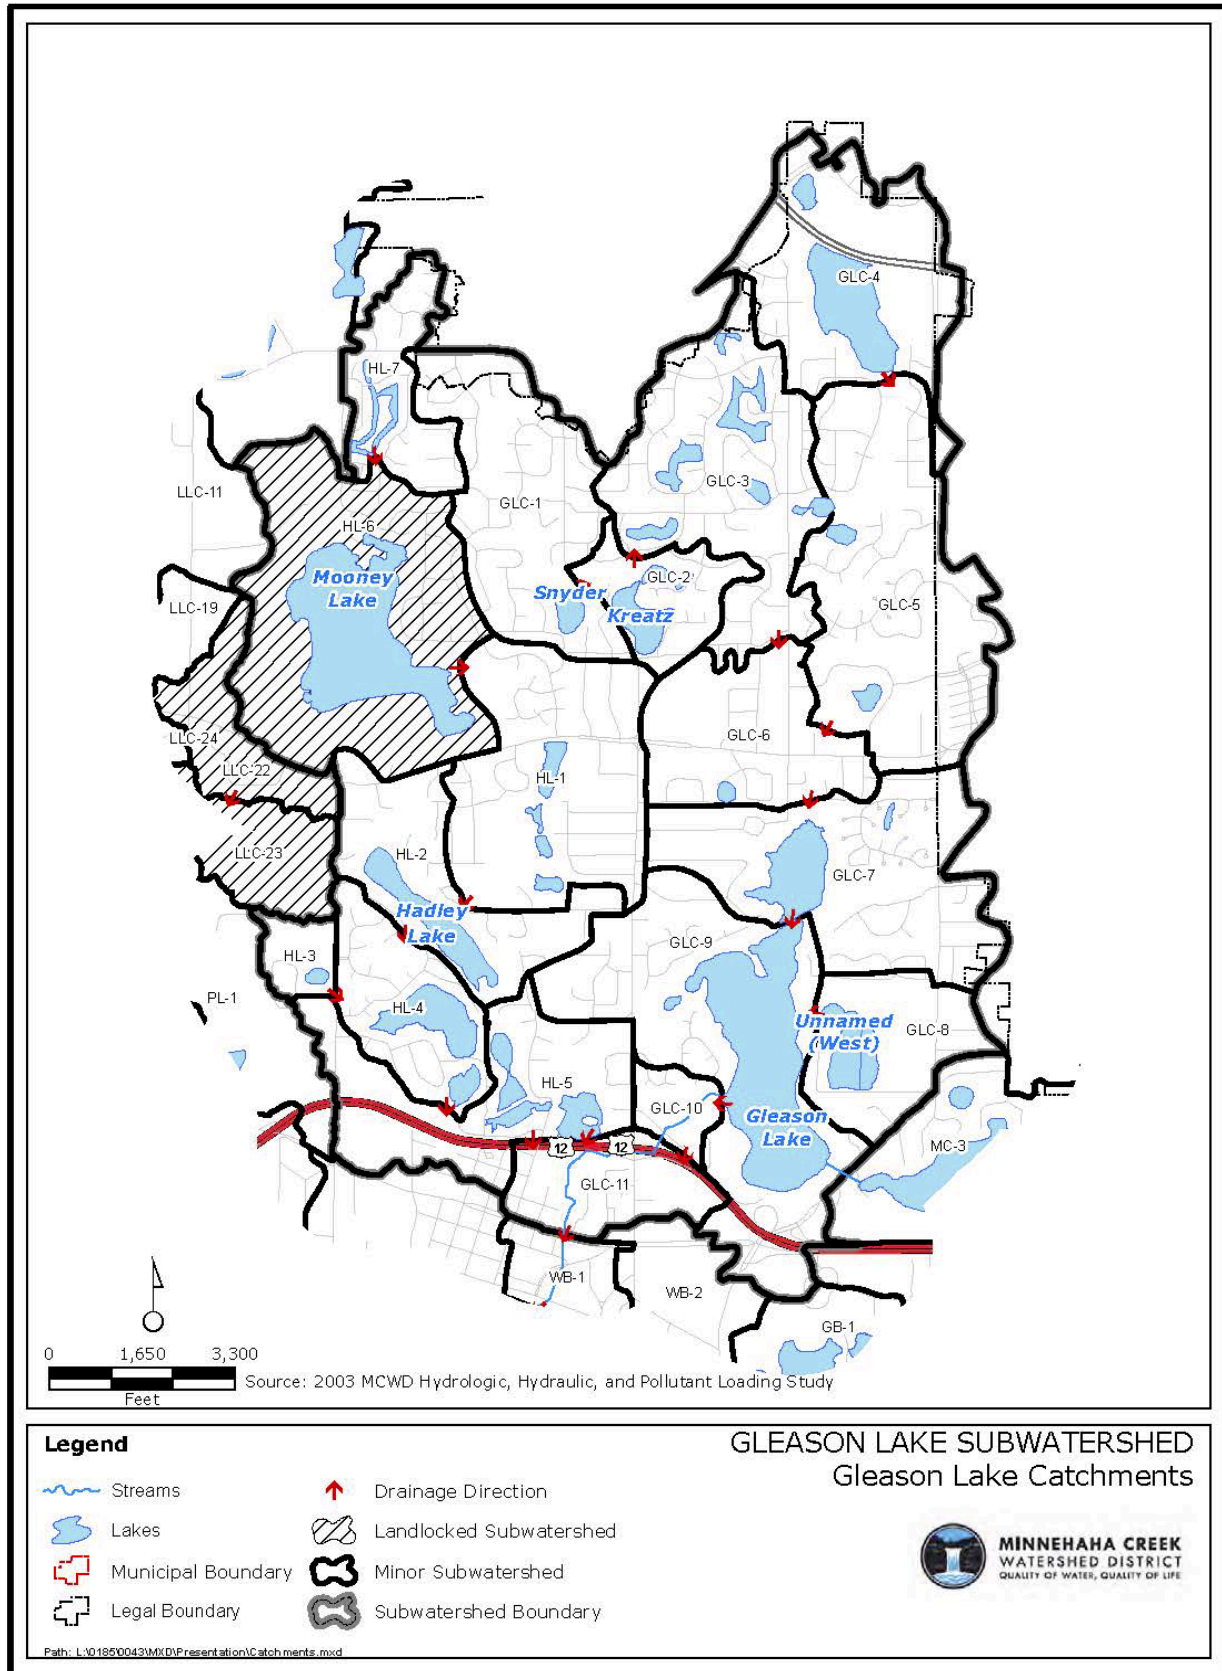 GLC-4
HL-7
GLC-3
LLC-11
GLC-1
HL-6
Mooney
Lake
GLC-2
Snyder
Kreatz
LLC-19
GLC-5
LLC-24
LLC-22
GLC-6
HL-1
LLC-23
HL-2
GLC-7
Hadley
Lake
GLC-9
HL-3
PL-1
HL-4
Unnamed
(West)
GLC-8
HL-5
GLC-10
Gleason
Lake
MC-3
12
12
GLC-11
WB-1
WB-2
GB-1
0 1,650 3,300
Feet
Source: 2003 MCWD Hydrologic, Hydraulic, and Pollutant Loading Study
Legend
GLEASON LAKE SUBWATERSHED
Gleason Lake Catchments
Streams
Drainage Direction
Lakes
Landlocked Subwatershed
Municipal Boundary
Minor Subwatershed
Legal Boundary
Subwatershed Boundary
MINNEHAHA CREEK
WATERSHED DISTRICT
QUALITY OF WATER, QUALITY OF LIFE
Path: L:\0185\0043\MXD\Presentation\Catchments.mxd